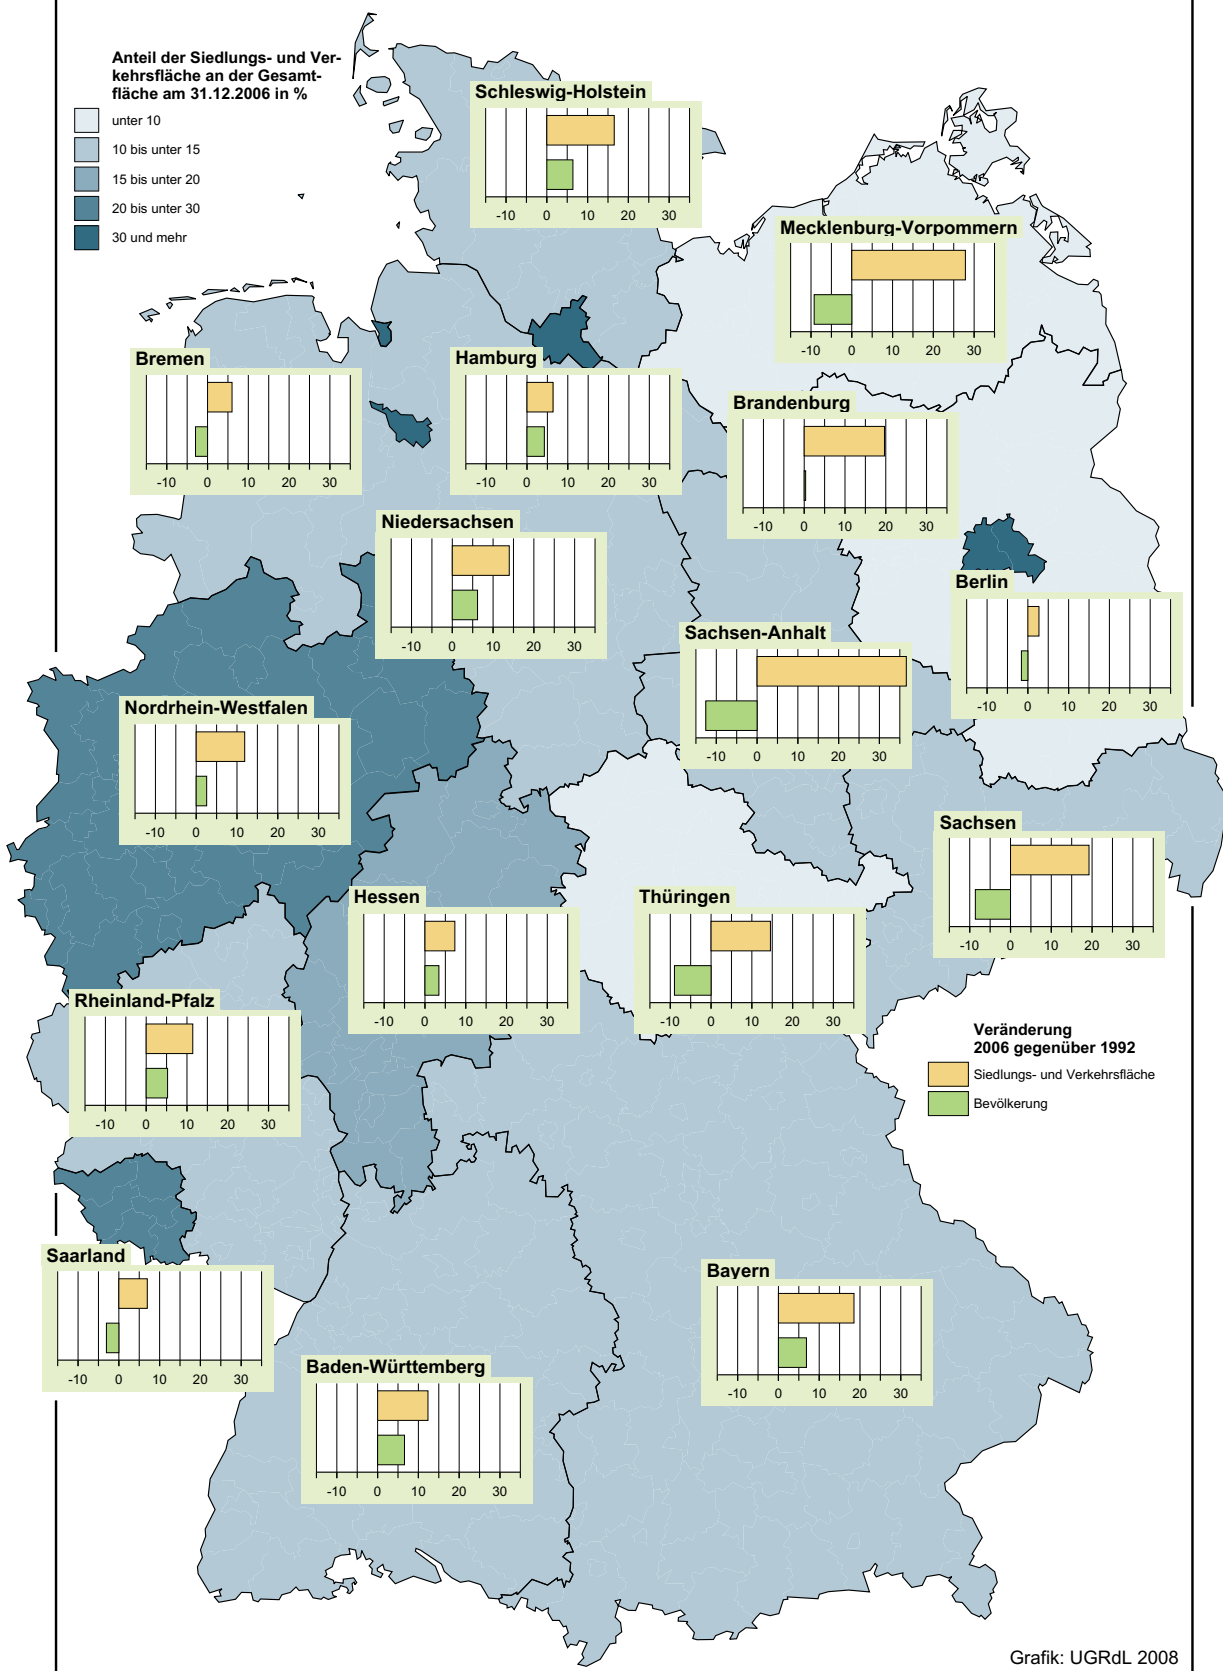 Anteil der Siedlungs- und Ver-
kehrsfläche an der Gesamt-
fläche am 31.12.2006 in %
unter 10
10 bis unter 15
15 bis unter 20
20 bis unter 30
30 und mehr
Schleswig-Holstein
-10 0 10 20 30
Mecklenburg-Vorpommern
-10 0 10 20 30
Bremen
-10 0 10 20 30
Hamburg
-10 0 10 20 30
Brandenburg
-10 0 10 20 30
Niedersachsen
-10 0 10 20 30
Berlin
-10 0 10 20 30
Sachsen-Anhalt
-10 0 10 20 30
Nordrhein-Westfalen
-10 0 10 20 30
Sachsen
-10 0 10 20 30
Hessen
-10 0 10 20 30
Thüringen
-10 0 10 20 30
Rheinland-Pfalz
-10 0 10 20 30
Veränderung
2006 gegenüber 1992
Siedlungs- und Verkehrsfläche
Bevölkerung
Saarland
-10 0 10 20 30
Bayern
-10 0 10 20 30
Baden-Württemberg
-10 0 10 20 30
Grafik: UGRdL 2008